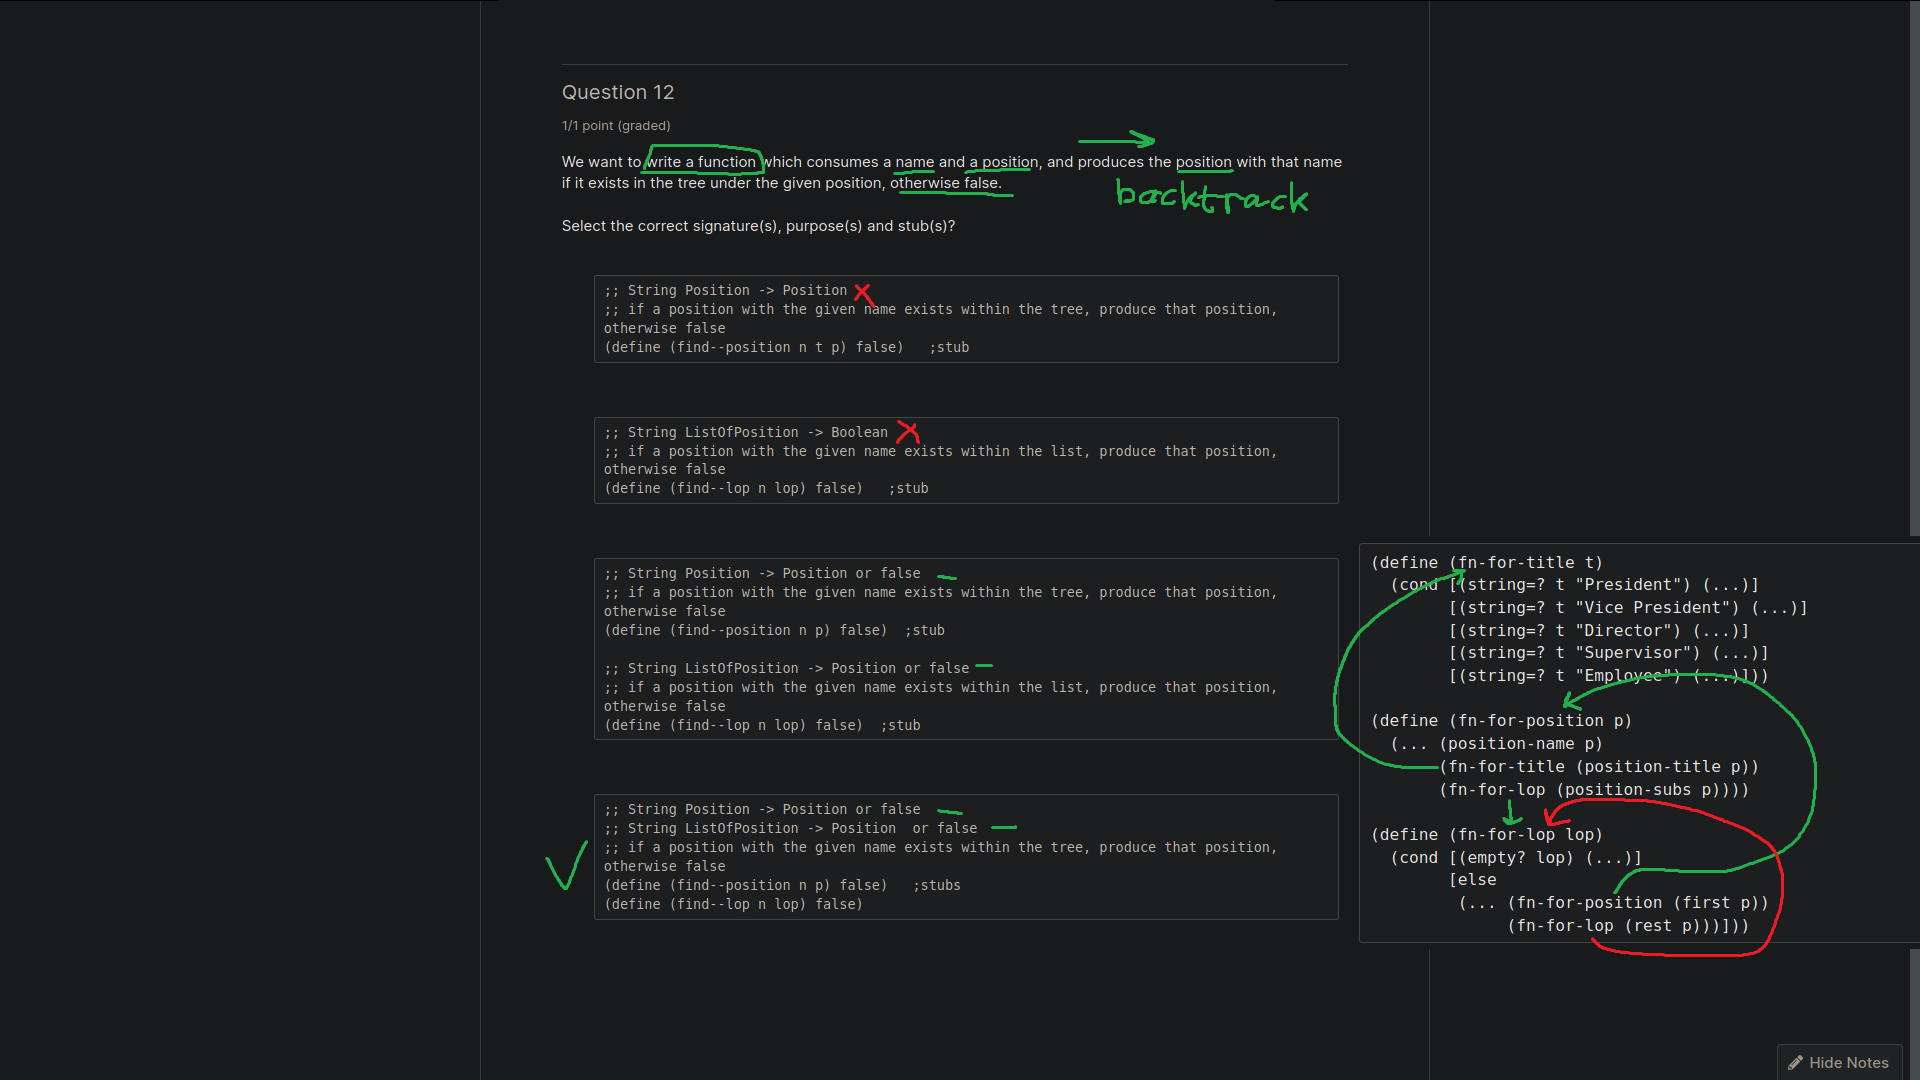 Question 12
1/1 point (graded)
We want to write a function which consumes a name and a position, and produces the position with that name
if it exists in the tree under the given position, otherwise false.
backtrack
Select the correct signature(s), purpose(s) and stub(s)?
;; String Position -> Position
;; if a position with the given name exists within the tree, produce that position,
otherwise false
(define (find--position n t p) false)   ;stub
;; String ListOfPosition -> Boolean
;; if a position with the given name exists within the list, produce that position,
otherwise false
(define (find--lop n lop) false)   ;stub
;; String Position -> Position or false
;; if a position with the given name exists within the tree, produce that position,
otherwise false
(define (find--position n p) false)  ;stub
;; String ListOfPosition -> Position or false
;; if a position with the given name exists within the list, produce that position,
otherwise false
(define (find--lop n lop) false)  ;stub
;; String Position -> Position or false
;; String ListOfPosition -> Position  or false
;; if a position with the given name exists within the tree, produce that position,
otherwise false
(define (find--position n p) false)   ;stubs
(define (find--lop n lop) false)
(define (fn-for-title t)
(cond [(string=? t "President") (...)]
[(string=? t "Vice President") (...)]
[(string=? t "Director") (...)]
[(string=? t "Supervisor") (...)]
[(string=? t "Employee") (...)]))
(define (fn-for-position p)
(... (position-name p)
(fn-for-title (position-title p))
(fn-for-lop (position-subs p))))
(define (fn-for-lop lop)
(cond [(empty? lop) (...)]
[else
(... (fn-for-position (first p))
(fn-for-lop (rest p)))]))
Hide Notes